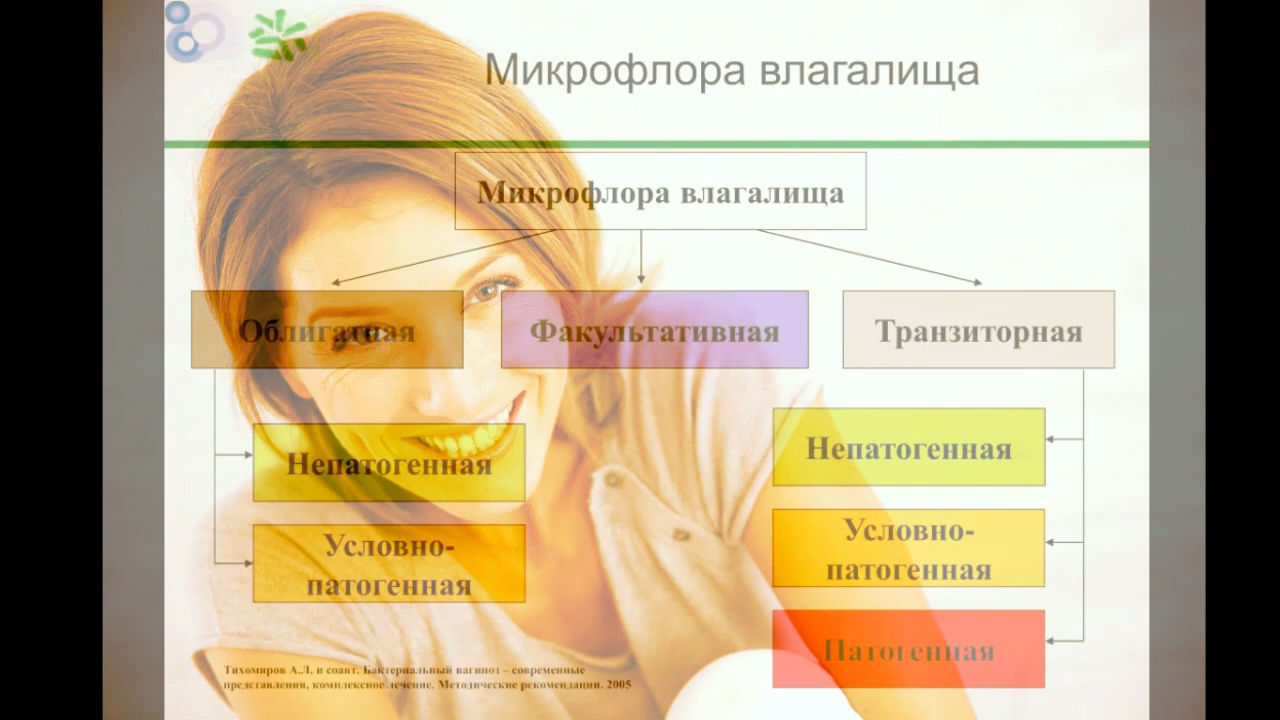 Микрофлора влагалища
Микрофлора влагалища
Облигатная
Факультативная
Транзиторная
Непатогенная
Условно-
патогенная
Непатогенная
Условно-
патогенная
Патогенная
Тихомиров А.Л. и соавт. Бактериальный вагиноз – современные
представления, комплексное лечение. Методические рекомендации. 2005